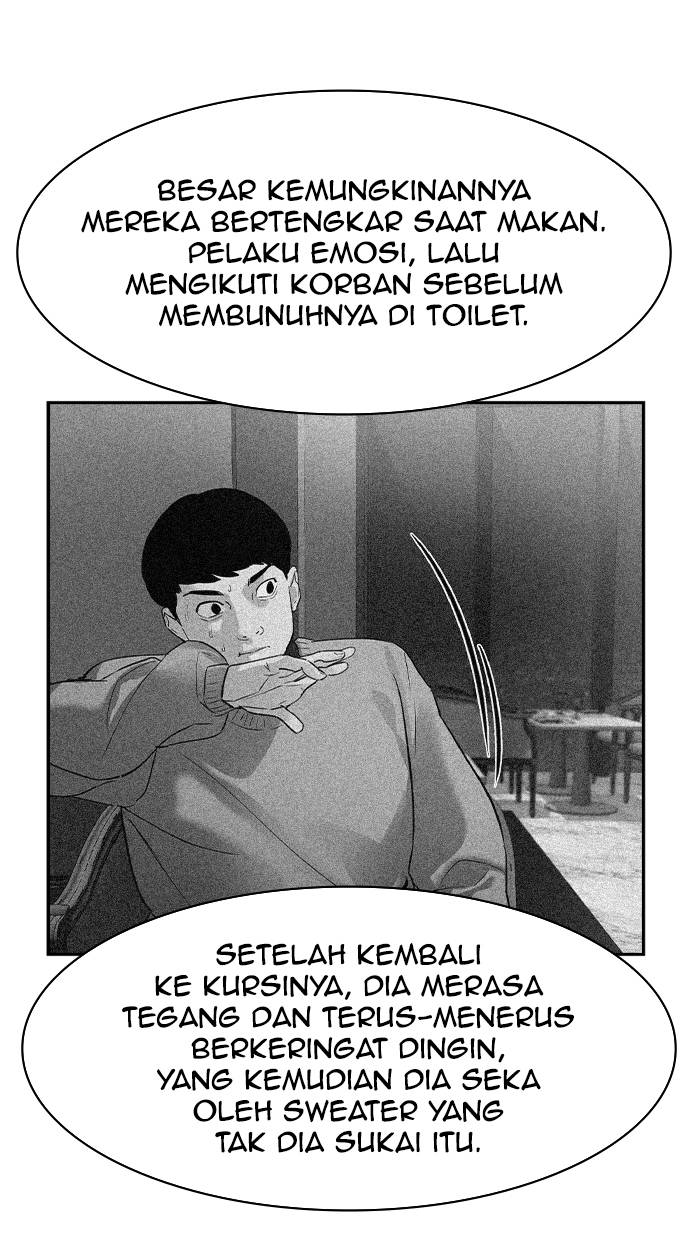 BESAR KEMUNGKINANNYA
MEREKA BERTENGKAR SAAT MAKAN.
PELAKU EMOSI, LALU
MENGIKUTI KORBAN SEBELUM
MEMBUNUHNYA DI TOILET.
SETELAH KEMBALI
KE KURSINYA, DIA MERASA
TEGANG DAN TERUS-MENERUS
BERKERINGAT DINGIN,
YANG KEMUDIAN DIA SEKA
OLEH SWEATER YANG
TAK DIA SUKAI ITU.